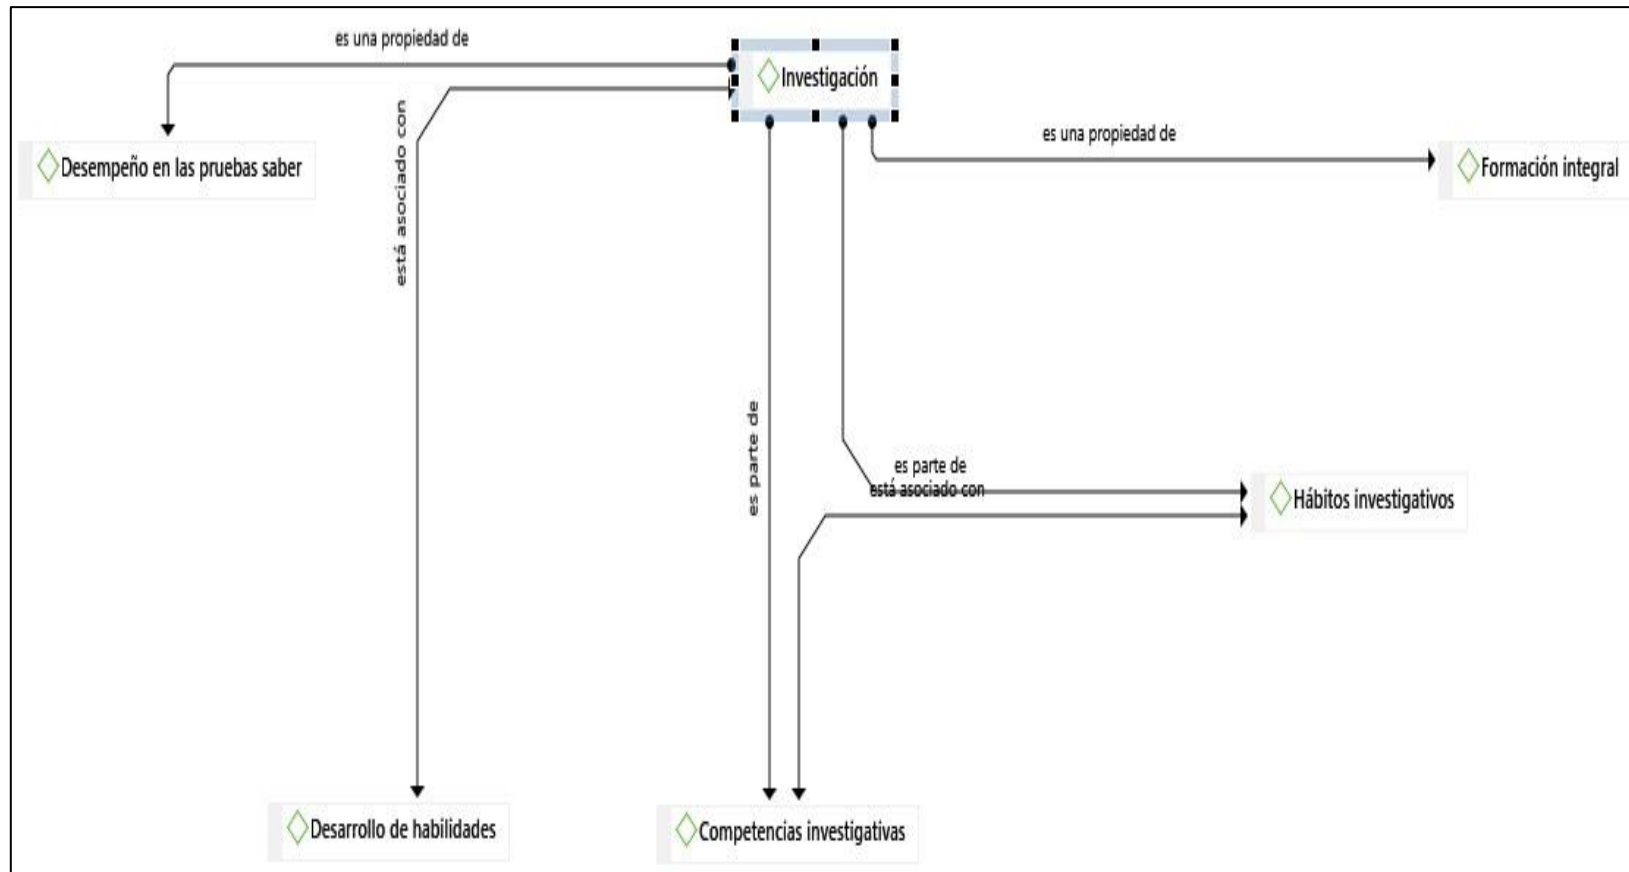 es una propiedad de
Investigación
está asociado con
es una propiedad de
Desempeño en las pruebas saber
Formación integral
es parte de
es parte de
está asociado con
Hábitos investigativos
Desarrollo de habilidades
Competencias investigativas